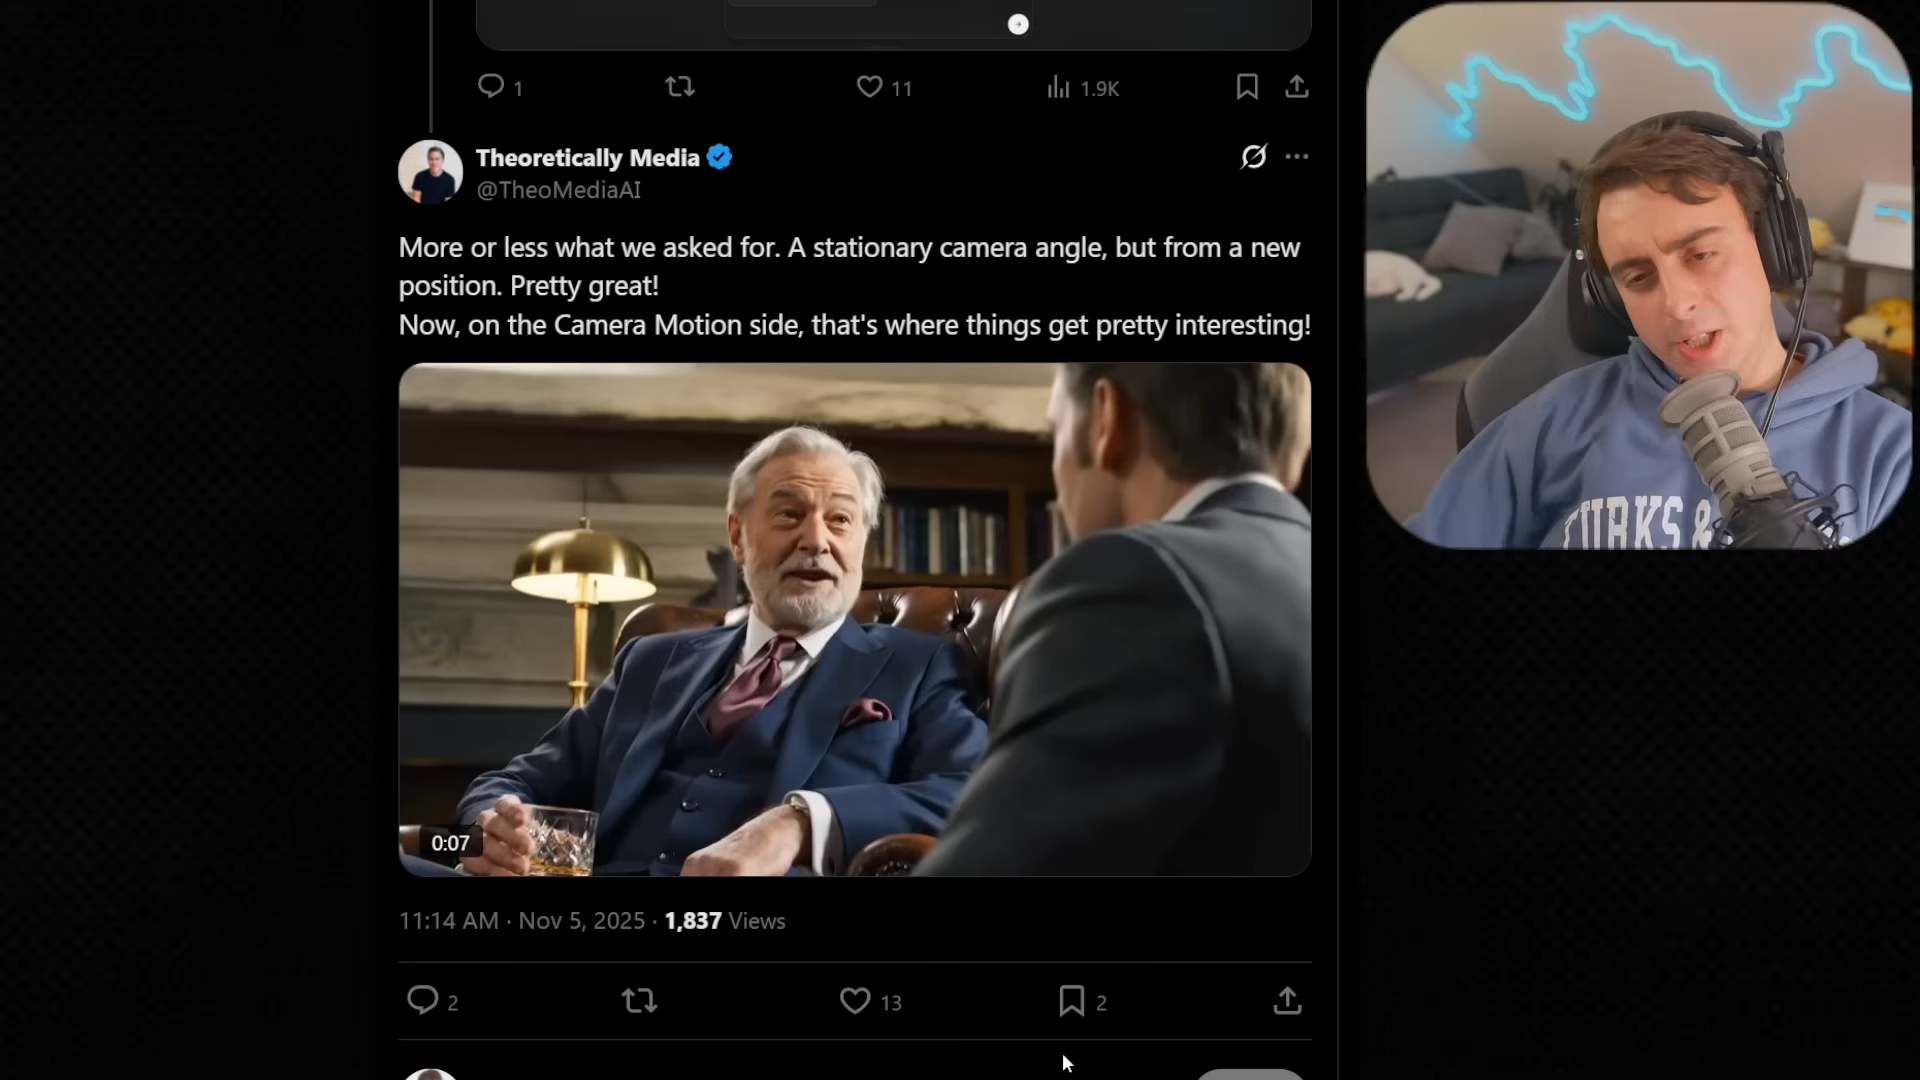 1
11
1.9K
Theoretically Media
@TheoMediaAI
More or less what we asked for. A stationary camera angle, but from a new
position. Pretty great!
Now, on the Camera Motion side, that's where things get pretty interesting!
0:07
11:14 AM · Nov 5, 2025 · 1,837 Views
2
13
2
TURKS &